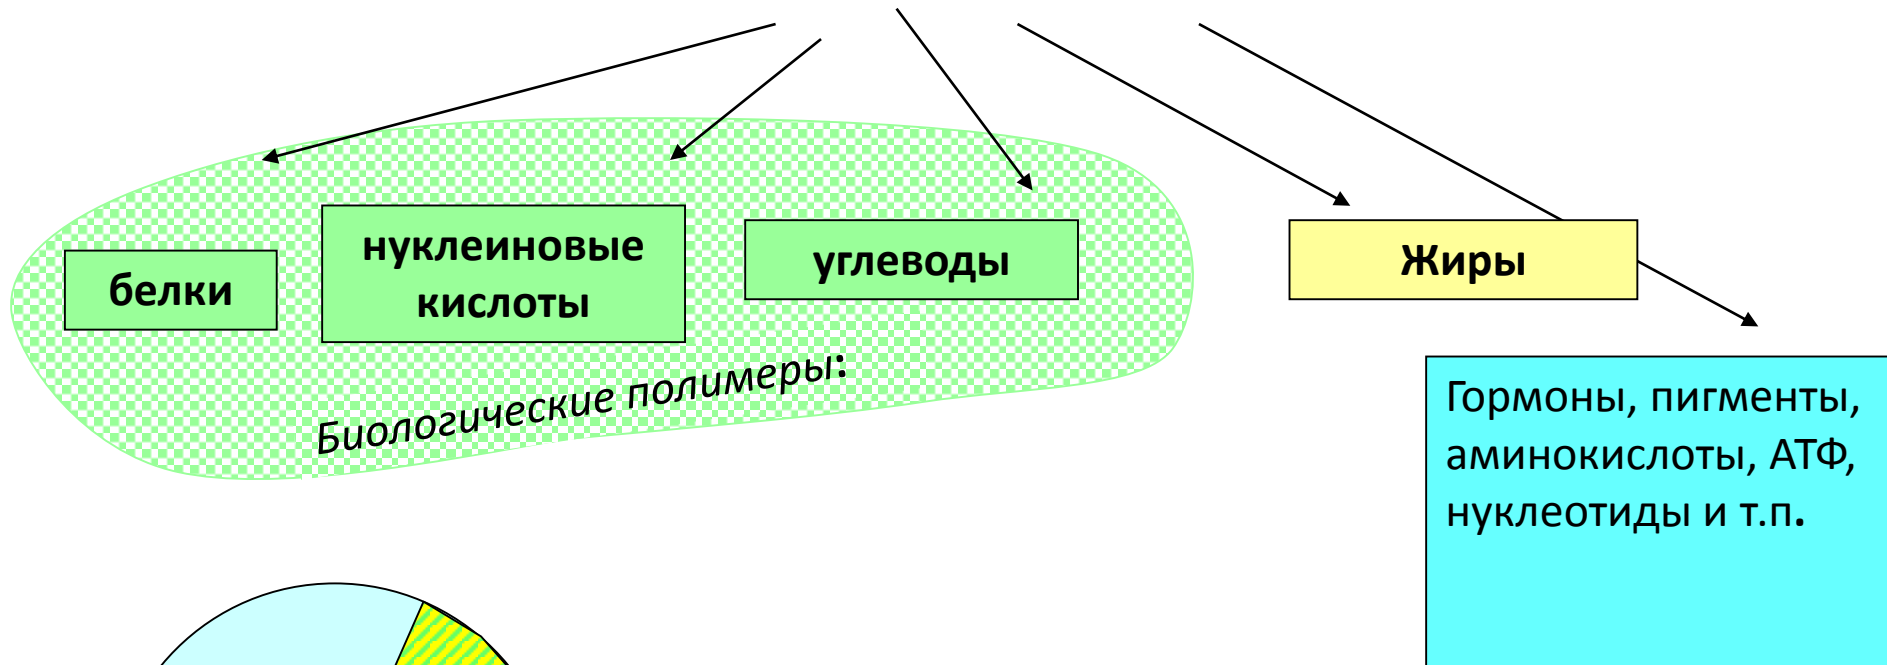 белки
нуклеиновые
кислоты
углеводы
Жиры
Биологические полимеры:
Гормоны, пигменты,
аминокислоты, АТФ,
нуклеотиды и т.п.